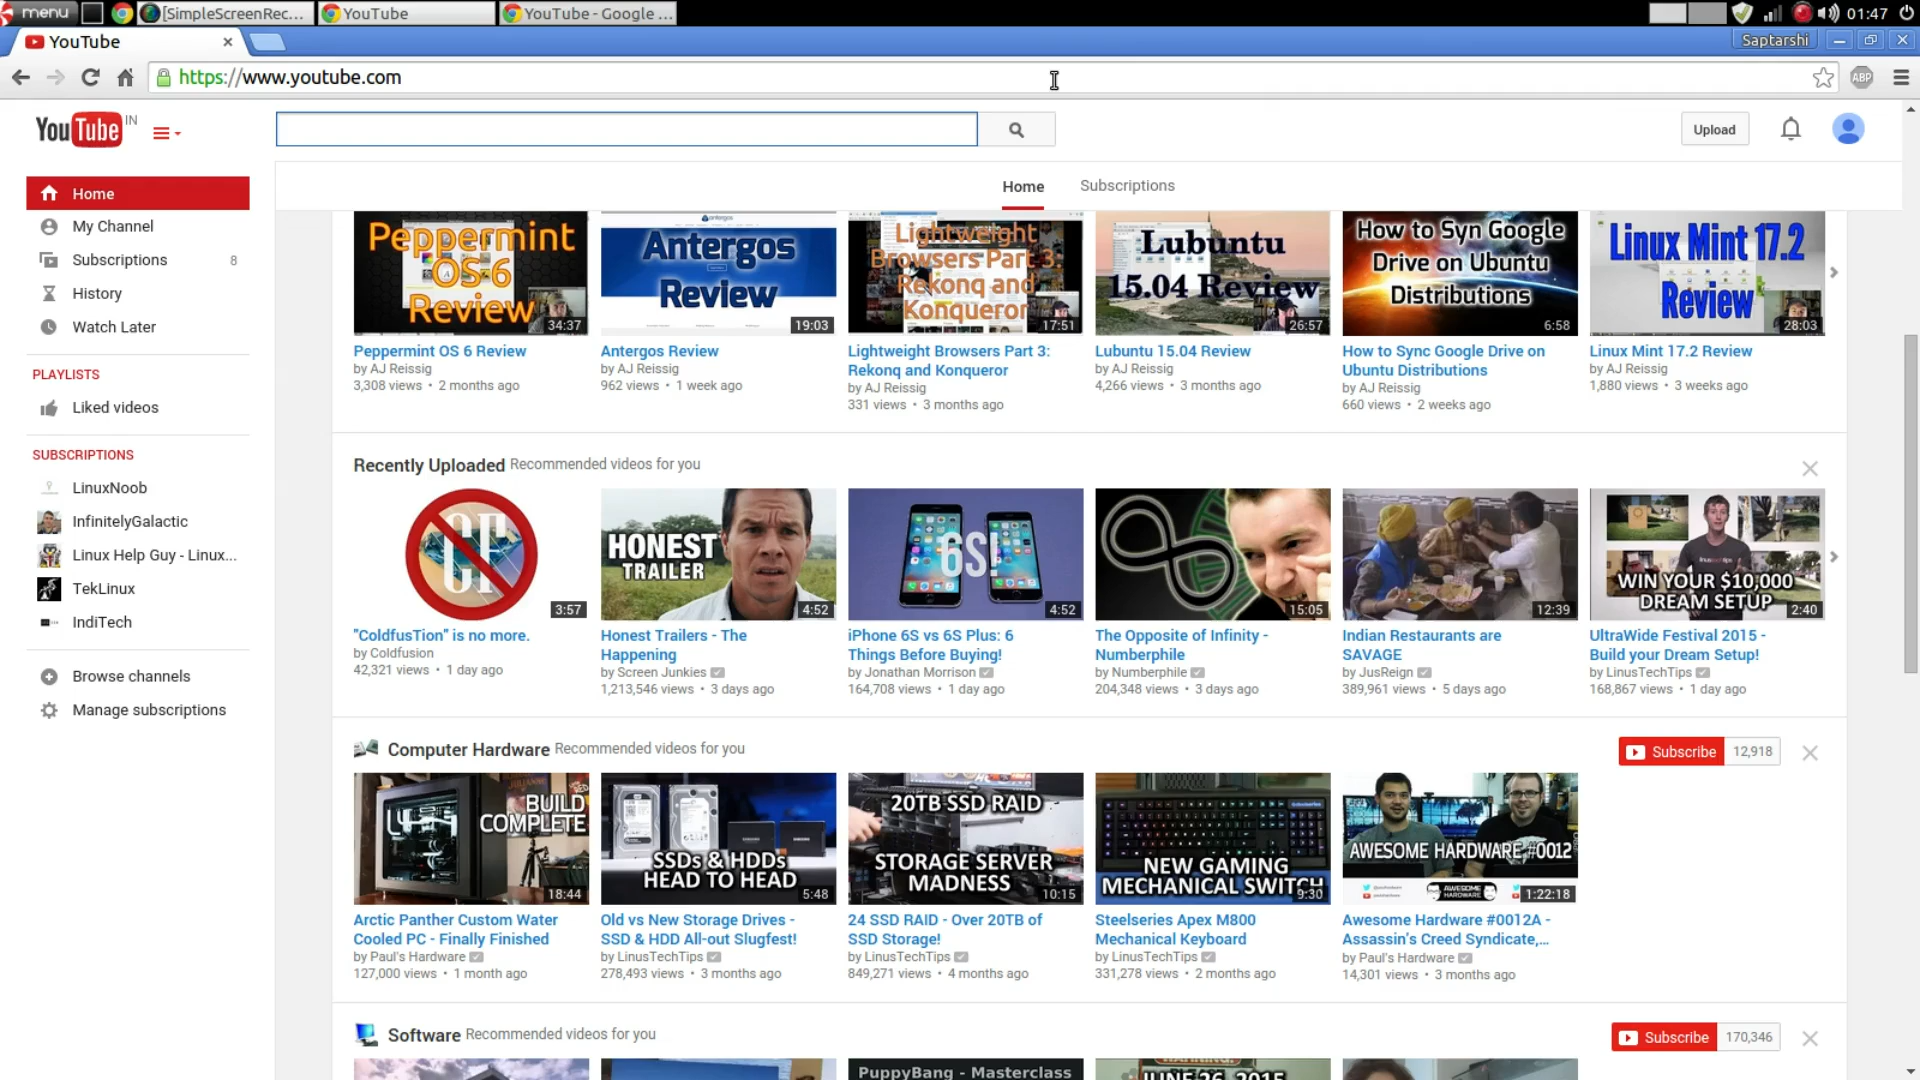 menu [SimpleScreenRec... YouTube YouTube - Google ... 01:47
YouTube Saptarshi
https://www.youtube.com ABP
YouTube IN Upload
Home Subscriptions
Home
My Channel
Subscriptions 8
History
Watch Later
PLAYLISTS
Liked videos
SUBSCRIPTIONS
LinuxNoob
InfinitelyGalactic
Linux Help Guy - Linux...
TekLinux
IndiTech
Browse channels
Manage subscriptions
Peppermint
OS 6
Review
34:37
Peppermint OS 6 Review
by AJ Reissig
3,308 views • 2 months ago
antergos
Antergos
Review
19:03
Antergos Review
by AJ Reissig
962 views • 1 week ago
Lightweight
Browsers Part 3
Rekonq and
Konqueror
17:51
Lightweight Browsers Part 3:
Rekonq and Konqueror
by AJ Reissig
331 views • 3 months ago
Lubuntu
15.04 Review
26:57
Lubuntu 15.04 Review
by AJ Reissig
4,266 views • 3 months ago
How to Syn Google
Drive on Ubuntu
Distributions
6:58
How to Sync Google Drive on
Ubuntu Distributions
by AJ Reissig
660 views • 2 weeks ago
Linux Mint 17.2
Review
28:03
Linux Mint 17.2 Review
by AJ Reissig
1,880 views • 3 weeks ago
Recently Uploaded Recommended videos for you
CF
3:57
"ColdfusTion" is no more.
by Coldfusion
42,321 views • 1 day ago
HONEST
TRAILER
4:52
Honest Trailers - The
Happening
by Screen Junkies
1,213,546 views • 3 days ago
6S!
4:52
iPhone 6S vs 6S Plus: 6
Things Before Buying!
by Jonathan Morrison
164,708 views • 1 day ago
15:05
The Opposite of Infinity -
Numberphile
by Numberphile
204,348 views • 3 days ago
12:39
Indian Restaurants are
SAVAGE
by JusReign
389,961 views • 5 days ago
WIN YOUR $10,000
DREAM SETUP
2:40
UltraWide Festival 2015 -
Build your Dream Setup!
by LinusTechTips
168,867 views • 1 day ago
Computer Hardware Recommended videos for you Subscribe 12,918
BUILD
COMPLETE
18:44
Arctic Panther Custom Water
Cooled PC - Finally Finished
by Paul's Hardware
127,000 views • 1 month ago
SSDs & HDDs
HEAD TO HEAD
5:48
Old vs New Storage Drives -
SSD & HDD All-out Slugfest!
by LinusTechTips
278,493 views • 3 months ago
20TB SSD RAID
STORAGE SERVER
MADNESS
10:15
24 SSD RAID - Over 20TB of
SSD Storage!
by LinusTechTips
849,271 views • 4 months ago
NEW GAMING
MECHANICAL SWITCH
9:30
Steelseries Apex M800
Mechanical Keyboard
by LinusTechTips
331,278 views • 2 months ago
AWESOME HARDWARE #0012
AWESOME
HARDWARE
1:22:18
Awesome Hardware #0012A -
Assassin's Creed Syndicate,...
by Paul's Hardware
14,301 views • 3 months ago
Software Recommended videos for you Subscribe 170,346
PuppyBang - Masterclass
JUNE 26, 2015